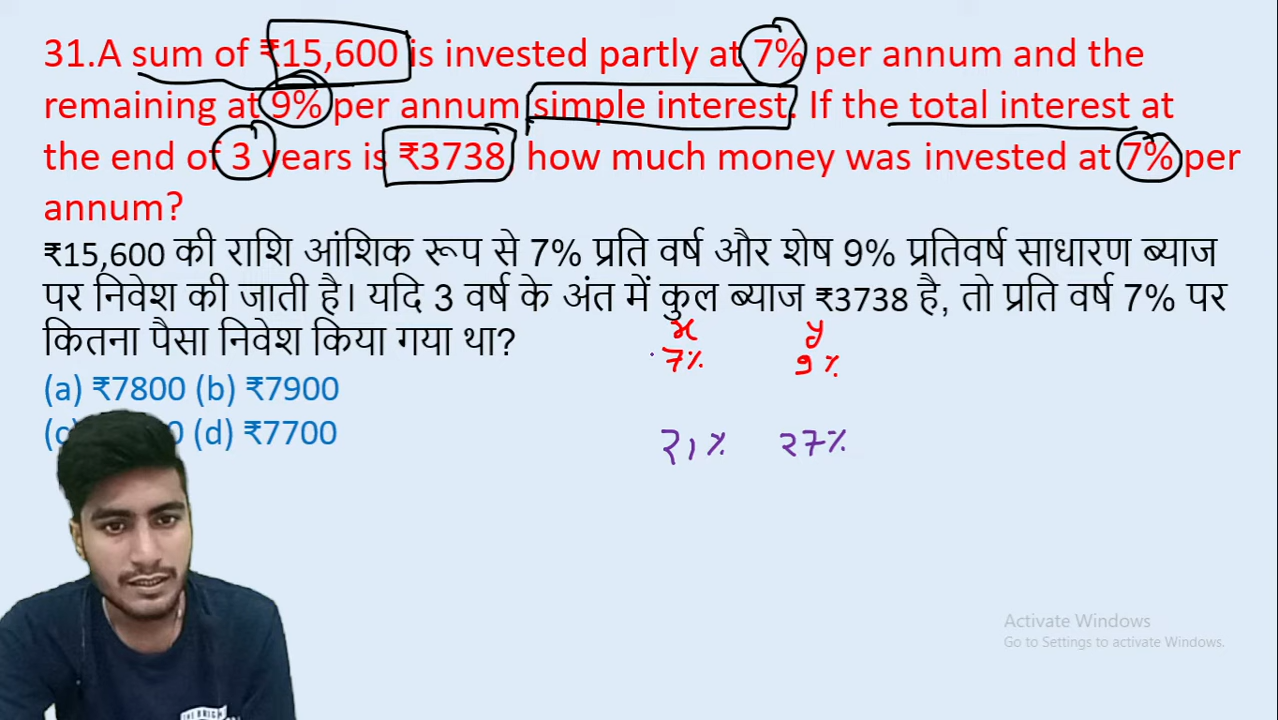 31.A sum of ₹15,600 is invested partly at 7% per annum and the
remaining at 9% per annum simple interest. If the total interest at
the end of 3 years is ₹3738, how much money was invested at 7% per
annum?
₹15,600 की राशि आंशिक रूप से 7% प्रति वर्ष और शेष 9% प्रतिवर्ष साधारण ब्याज
पर निवेश की जाती है। यदि 3 वर्ष के अंत में कुल ब्याज ₹3738 है, तो प्रति वर्ष 7% पर
कितना पैसा निवेश किया गया था?
x y
7% 9%
(a) ₹7800 (b) ₹7900
(d) ₹7700
21% 27%
Activate Windows
Go to Settings to activate Windows.